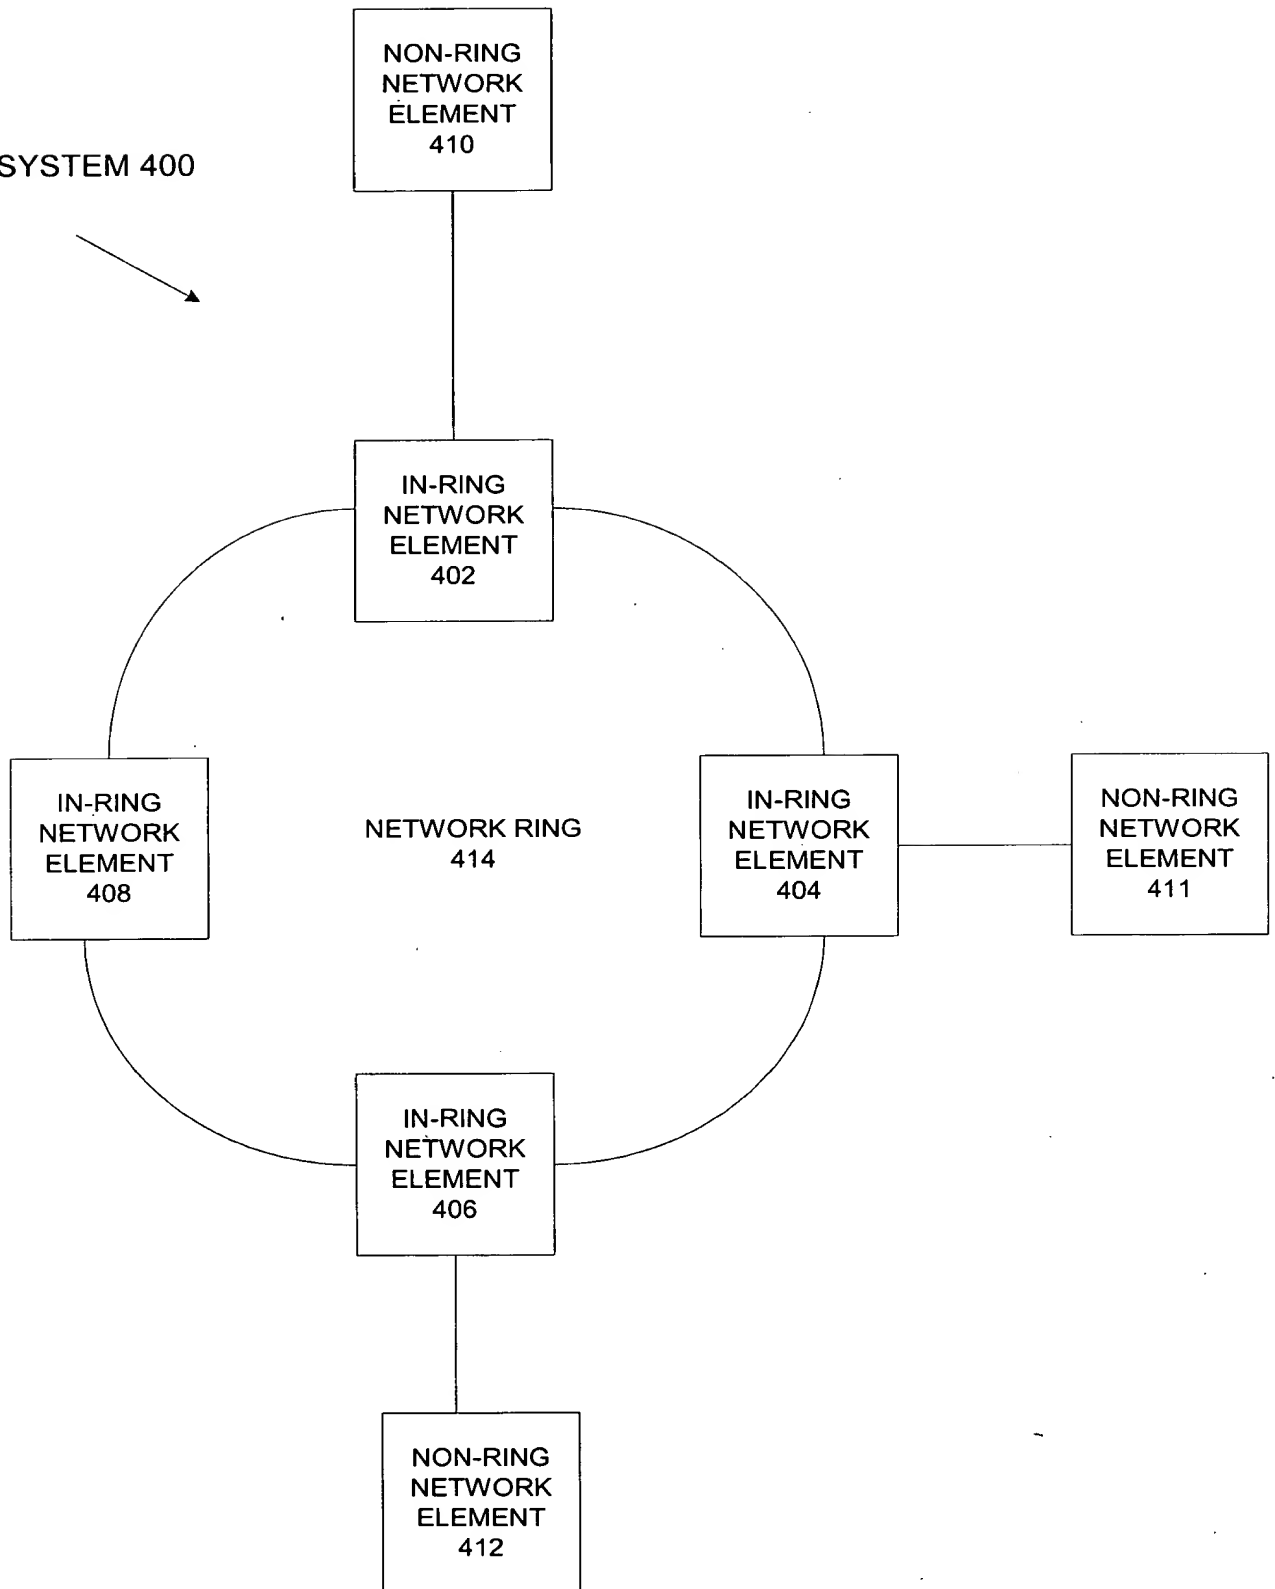 NON-RING
NETWORK
ELEMENT
410
SYSTEM 400
IN-RING
NETWORK
ELEMENT
402
IN-RING
NETWORK
ELEMENT
408
NETWORK RING
414
IN-RING
NETWORK
ELEMENT
404
NON-RING
NETWORK
ELEMENT
411
IN-RING
NETWORK
ELEMENT
406
NON-RING
NETWORK
ELEMENT
412